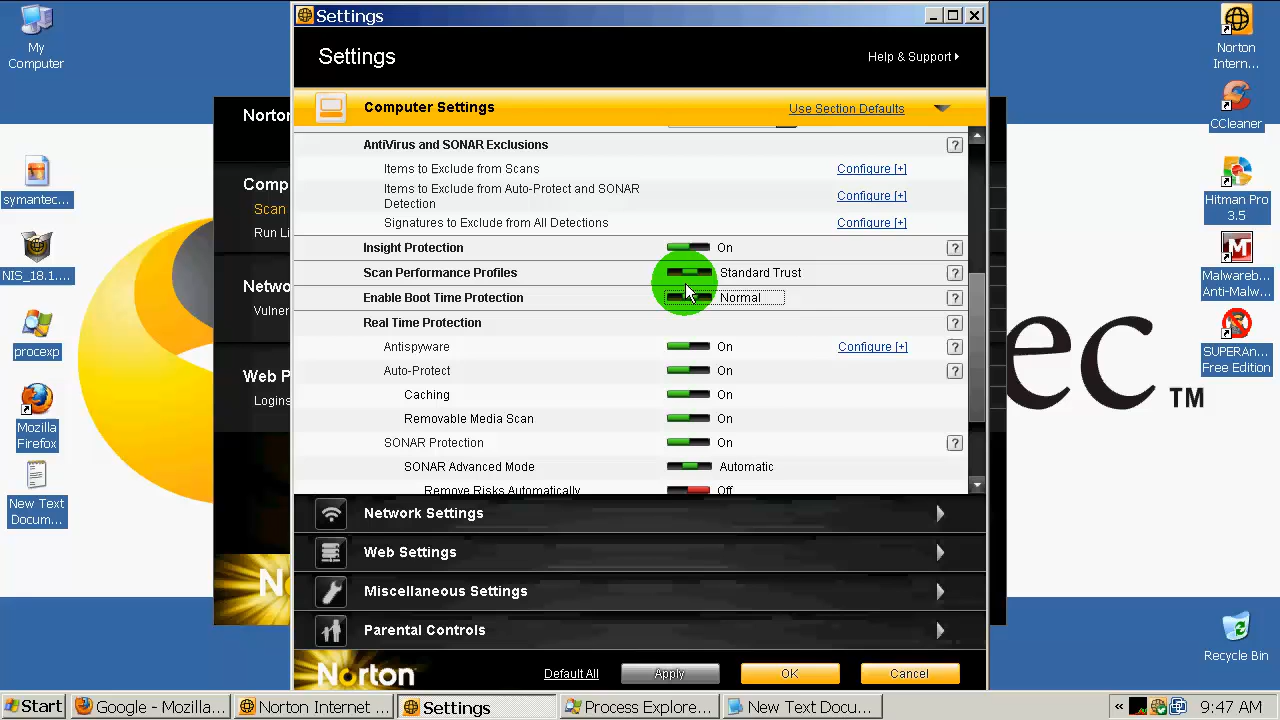 Settings
My
Computer
symantec...
NIS_18.1....
procexp
Mozilla
Firefox
New Text
Docum...
Norton
Comp
Scan
Run Li
Netwo
Vulner
Web P
Logins
N
Settings
Help & Support
Computer Settings
Use Section Defaults
AntiVirus and SONAR Exclusions
?
Items to Exclude from Scans
Configure [+]
Items to Exclude from Auto-Protect and SONAR
Detection
Configure [+]
Signatures to Exclude from All Detections
Configure [+]
Insight Protection
On
?
Scan Performance Profiles
Standard Trust
?
Enable Boot Time Protection
Normal
?
Real Time Protection
?
Antispyware
On
Configure [+]
?
Auto-Protect
On
?
Caching
On
Removable Media Scan
On
SONAR Protection
On
?
SONAR Advanced Mode
Automatic
Remove Risks Automatically
Off
Network Settings
Web Settings
Miscellaneous Settings
Parental Controls
Norton
Default All
Apply
OK
Cancel
ec TM
Norton
Intern...
CCleaner
Hitman Pro
3.5
Malwareb...
Anti-Malw...
SUPERAn...
Free Edition
Recycle Bin
Start
Google - Mozilla...
Norton Internet ...
Settings
Process Explore...
New Text Docu...
«
9:47 AM